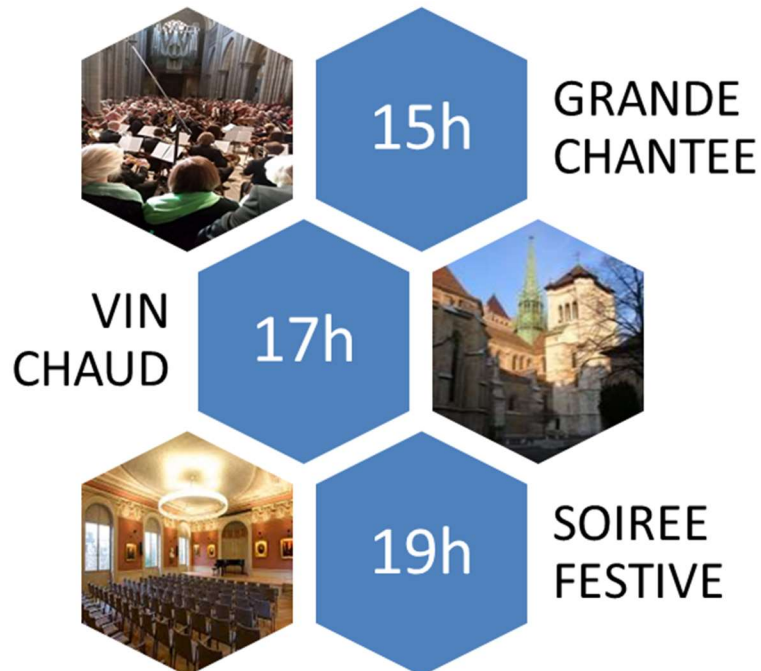 15h
GRANDE
CHANTEE
VIN
CHAUD
17h
19h
SOIREE
FESTIVE